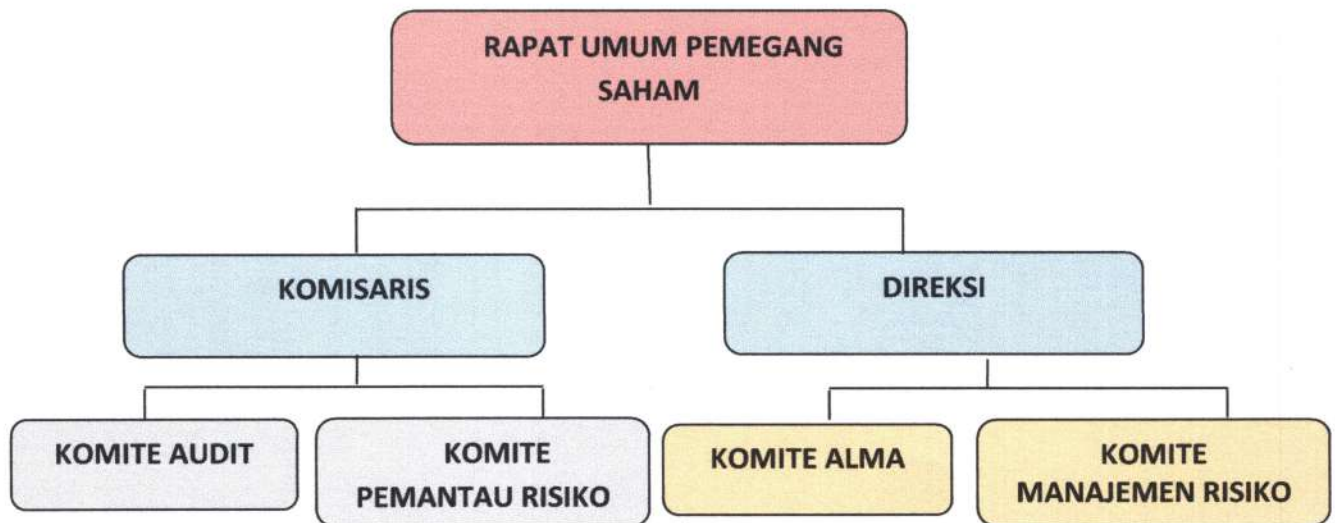 RAPAT UMUM PEMEGANG
SAHAM
KOMISARIS
DIREKSI
KOMITE AUDIT
KOMITE
PEMANTAU RISIKO
KOMITE ALMA
KOMITE
MANAJEMEN RISIKO